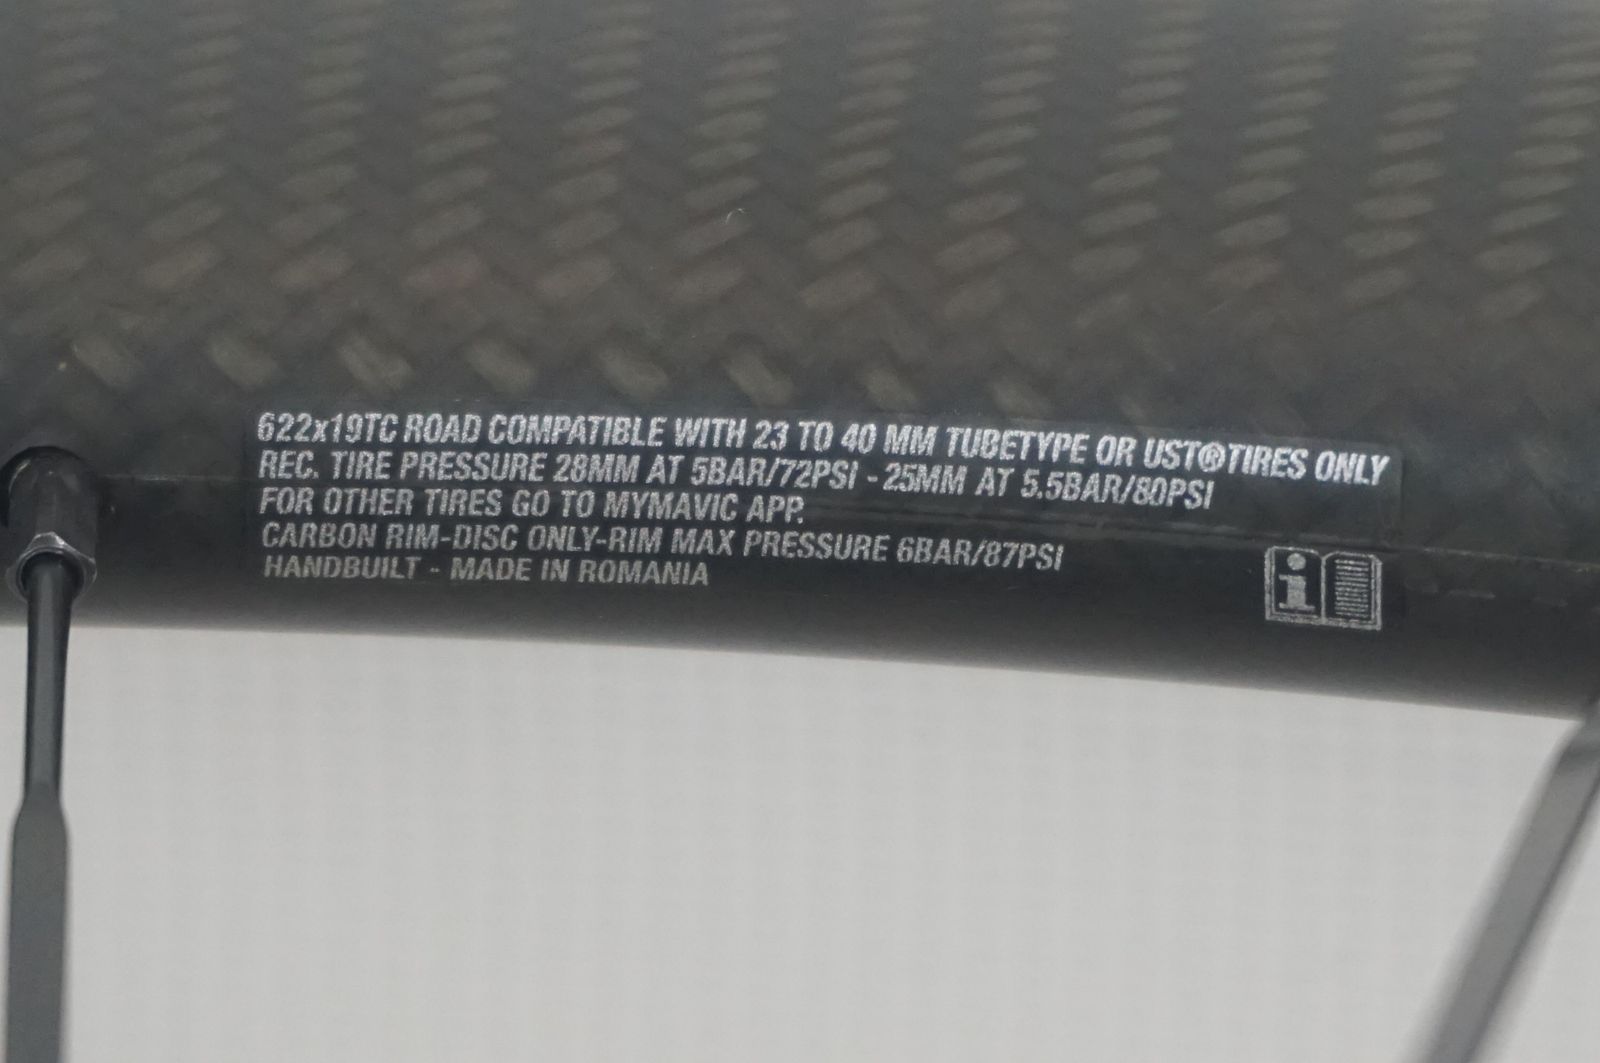 622x19TC ROAD COMPATIBLE WITH 23 TO 40 MM TUBETYPE OR UST® TIRES ONLY
REC. TIRE PRESSURE 28MM AT 5BAR/72PSI - 25MM AT 5.5BAR/80PSI
FOR OTHER TIRES GO TO MYMAVIC APP.
CARBON RIM-DISC ONLY-RIM MAX PRESSURE 6BAR/87PSI
HANDBUILT - MADE IN ROMANIA
i